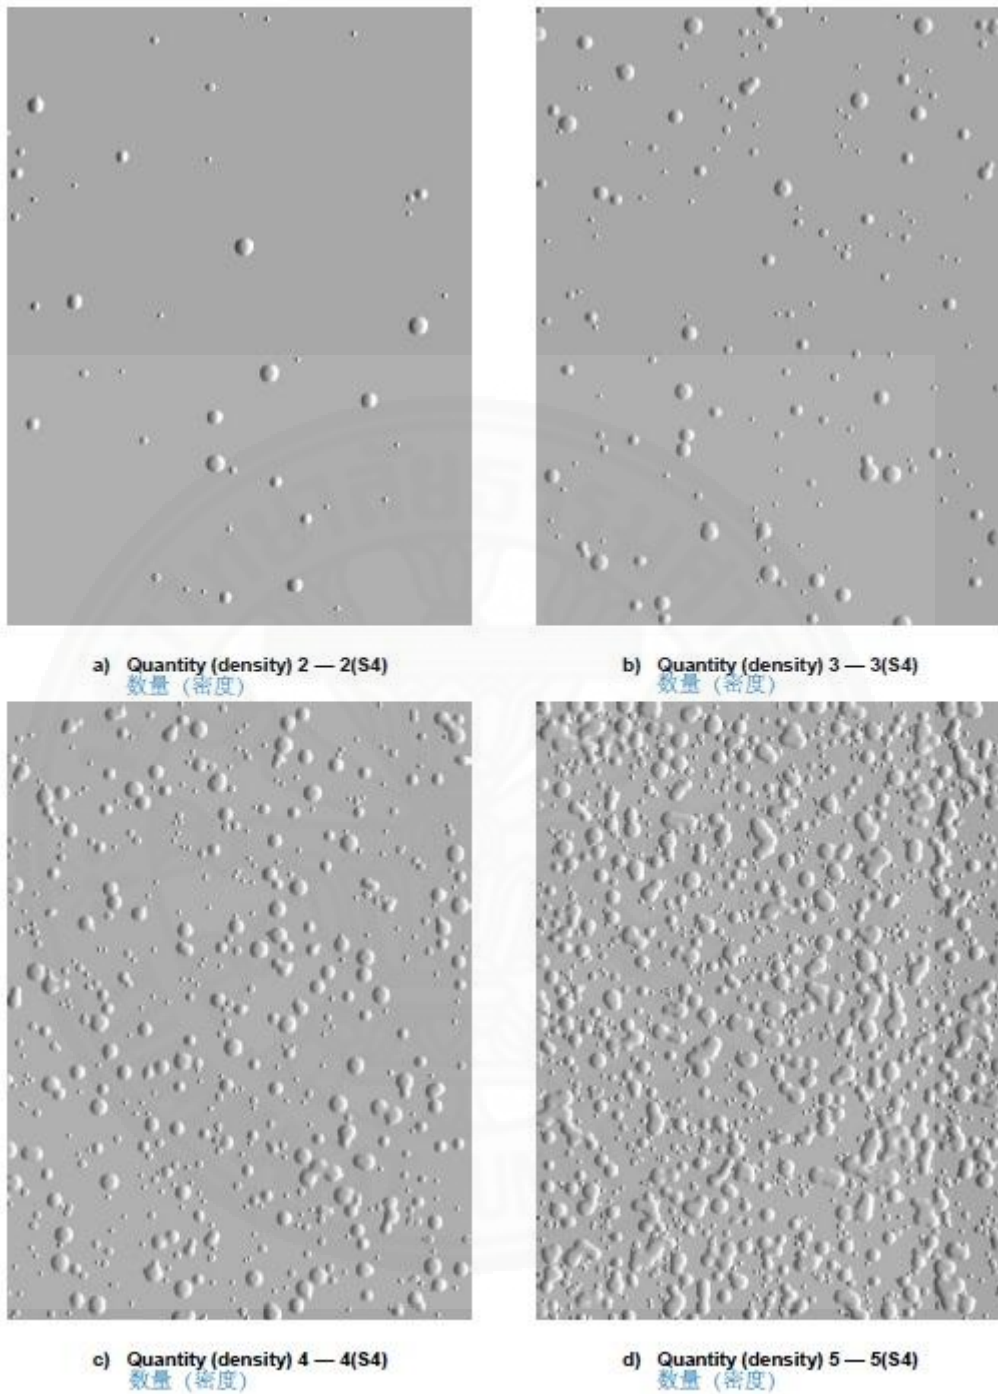 a) Quantity (density) 2 — 2(S4)
数量（密度）
b) Quantity (density) 3 — 3(S4)
数量（密度）
c) Quantity (density) 4 — 4(S4)
数量（密度）
d) Quantity (density) 5 — 5(S4)
数量（密度）